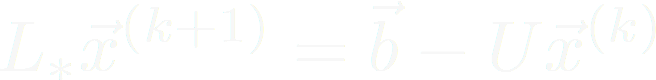 $L_* \vec{x}^{(k+1)} = \vec{b} - U \vec{x}^{(k)}$